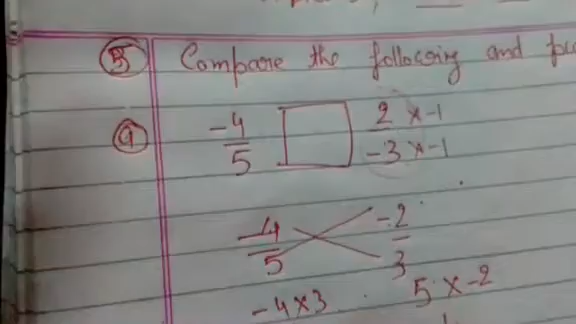 5 Compare the following and
a -4/5 □ 2 × -1/-3 × -1
-4/5 -2/3
-4×3 5×-2